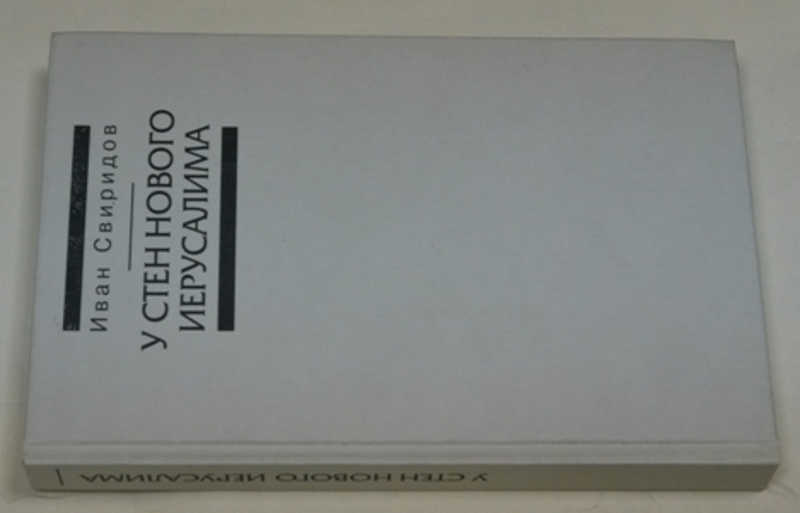 Иван Свиридов
У СТЕН НОВОГО
ИЕРУСАЛИМА
У СТЕН НОВОГО ИЕРУСАЛИМА